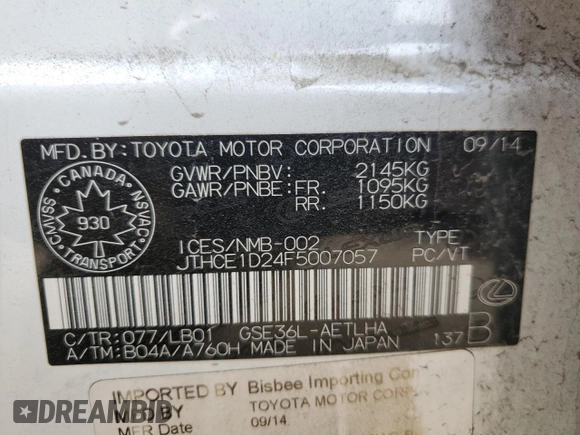 MFD.BY:TOYOTA MOTOR CORPORATION 09/14
GVWR/PNBV: 2145KG
GAWR/PNBE:FR. 1095KG
RR. 1150KG
CANADA
CMVSS NSVAC
930
TRANSPORT
ICES/NMB-002 TYPE
JTHCE1D24F5007057 PC/VT
C/TR:077/LB01 GSE36L-AETLHA
A/TM:B04A/A760H MADE IN JAPAN 137 B
IMPORTED BY Bisbee Importing
MFD BY TOYOTA MOTOR
MFR Date 09/14
DREAMBID